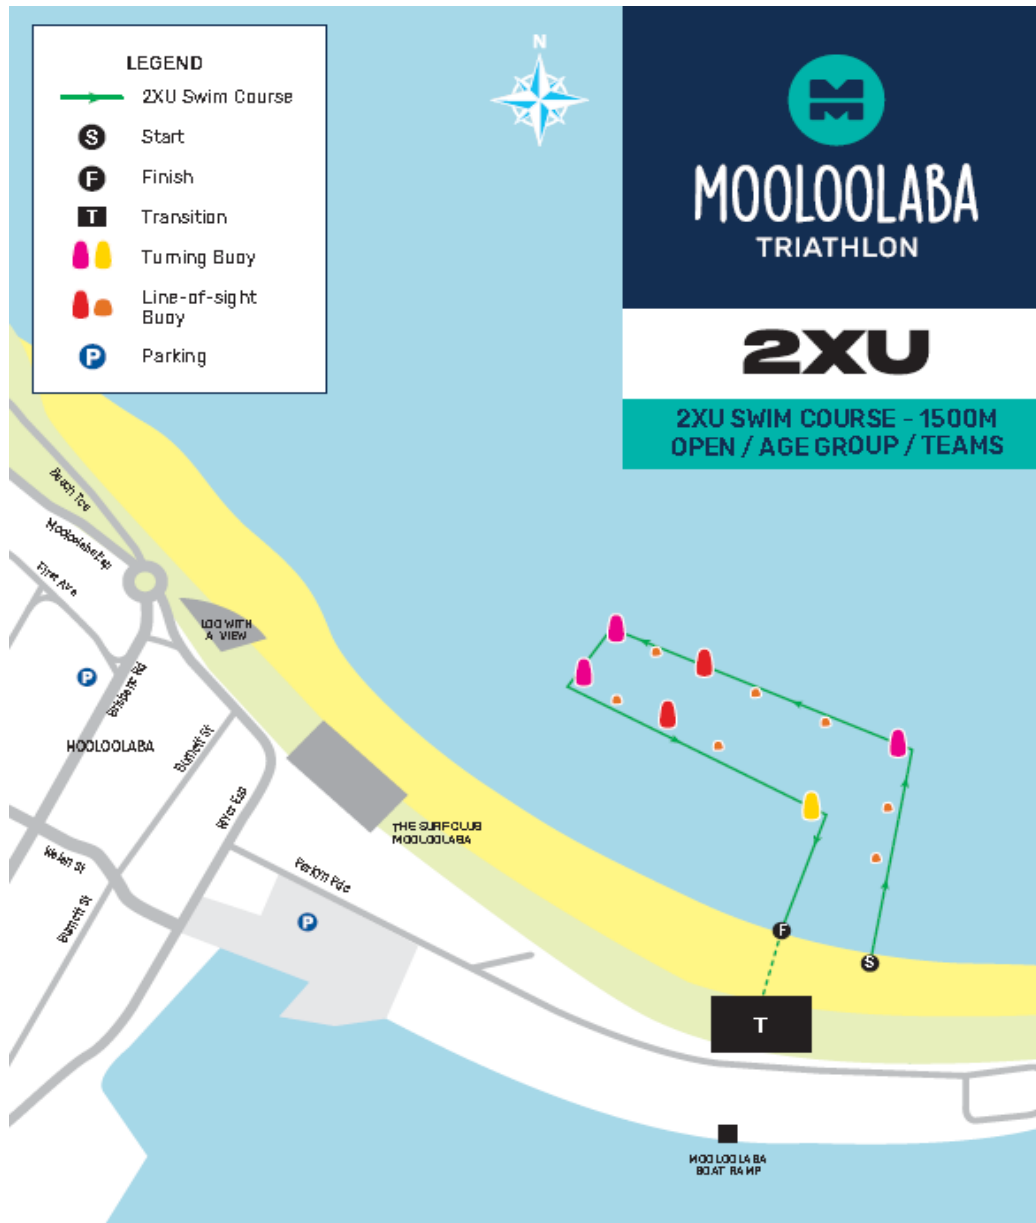 LEGEND
2XU Swim Course
S
Start
F
Finish
T
Transition
Turning Buoy
Line-of-sight
Buoy
P
Parking
N
MOOLOOLABA
TRIATHLON
2XU
2XU SWIM COURSE - 1500M
OPEN / AGE GROUP / TEAMS
Beach Tce
Mooloolaba Esp
First Ave
LOO WITH
A VIEW
P
Brisbane Rd
MOOLOOLABA
Burnett St
River Esp
THE SURF CLUB
MOOLOOLABA
Parkyn Pde
Burnett St
P
F
S
T
MOOLOOLABA
BOAT RAMP